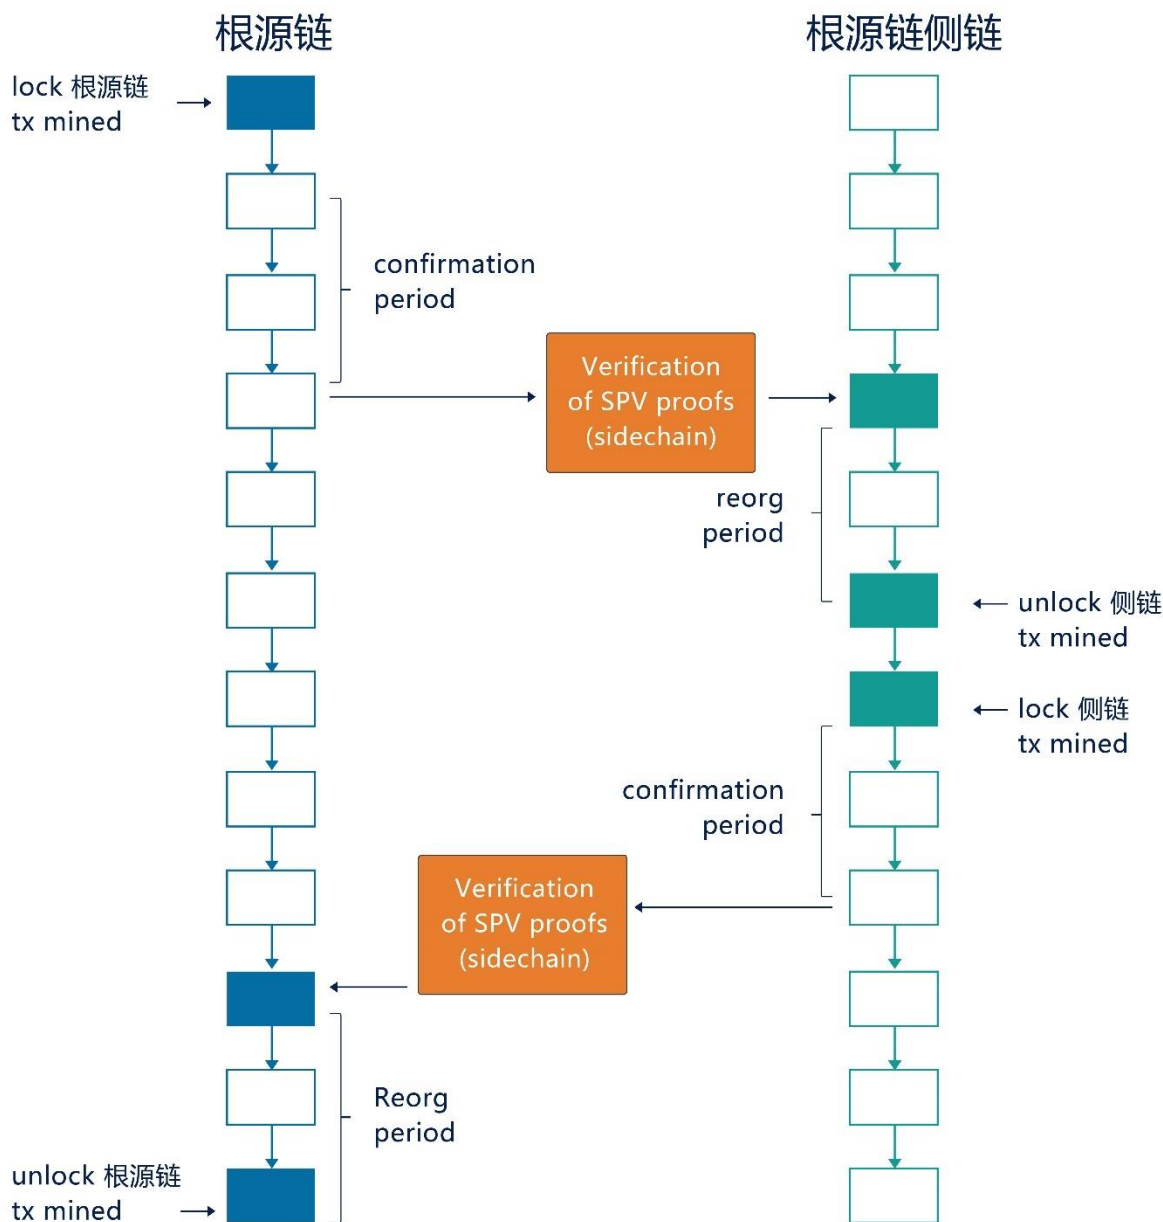 根源链
根源链侧链
lock 根源链
tx mined
confirmation
period
Verification
of SPV proofs
(sidechain)
reorg
period
unlock 侧链
tx mined
lock 侧链
tx mined
confirmation
period
Verification
of SPV proofs
(sidechain)
Reorg
period
unlock 根源链
tx mined